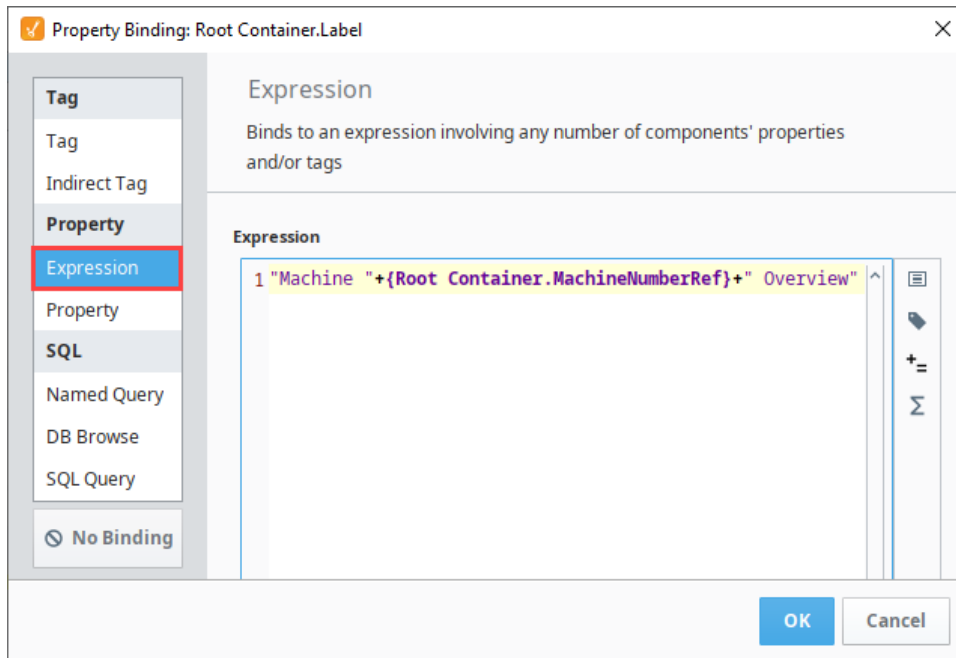 Property Binding: Root Container.Label
Tag
Tag
Indirect Tag
Property
Expression
Property
SQL
Named Query
DB Browse
SQL Query
No Binding
Expression
Binds to an expression involving any number of components' properties
and/or tags
Expression
1 "Machine "+{Root Container.MachineNumberRef}+" Overview"
OK
Cancel